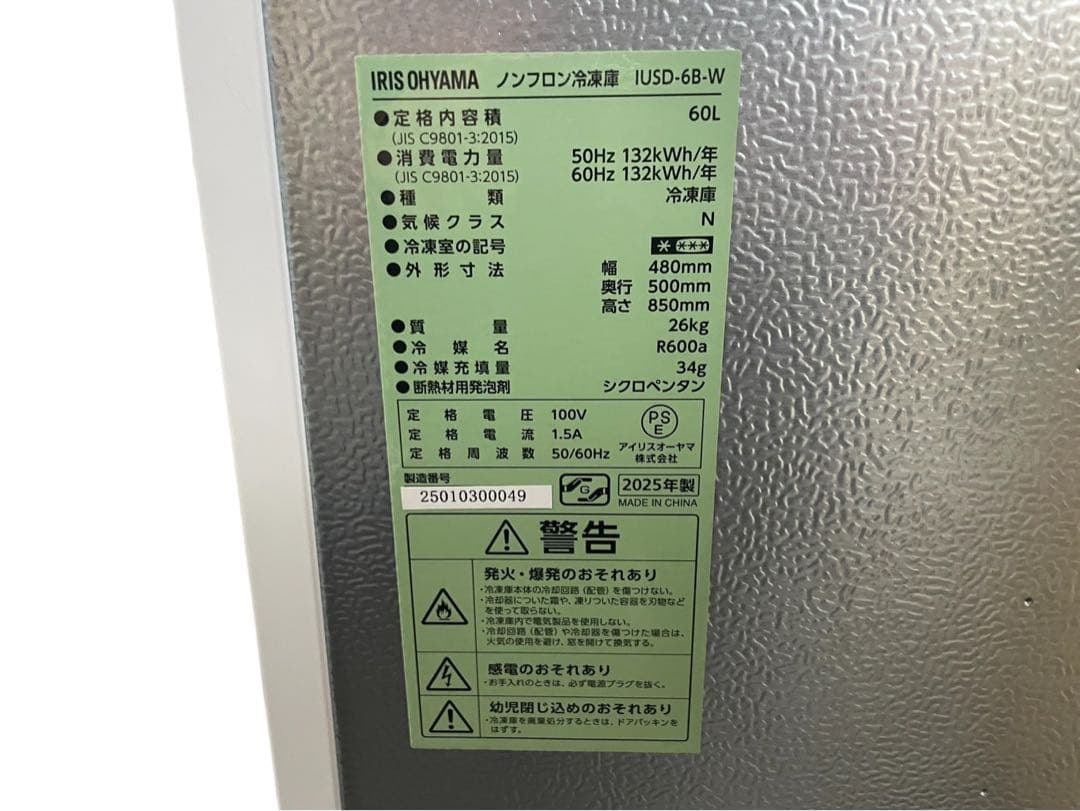 IRIS OHYAMA ノンフロン冷凍庫 IUSD-6B-W
●定格内容積 60L
(JIS C9801-3:2015)
●消費電力量 50Hz 132kWh/年
(JIS C9801-3:2015) 60Hz 132kWh/年
●種類 冷凍庫
●気候クラス N
●冷凍室の記号 * ***
●外形寸法 幅 480mm
奥行 500mm
高さ 850mm
●質量 26kg
●冷媒名 R600a
●冷媒充填量 34g
●断熱材用発泡剤 シクロペンタン
定格電圧 100V
定格電流 1.5A
定格周波数 50/60Hz
PS
E
アイリスオーヤマ
株式会社
製造番号
25010300049
G
2025年製
MADE IN CHINA
警告
発火・爆発のおそれあり
・冷凍庫本体の冷却回路(配管)を傷つけない。
・冷却器についた霜や、凍りついた容器を刃物など
を使って取らない。
・冷凍庫内で電気製品を使用しない。
・冷却回路(配管)や冷却器を傷つけた場合は、
火気の使用を避け、窓を開けて換気する。
感電のおそれあり
・お手入れのときは、必ず電源プラグを抜く。
幼児閉じ込めのおそれあり
・冷凍庫を廃棄処分するときは、ドアパッキンを
はずす。